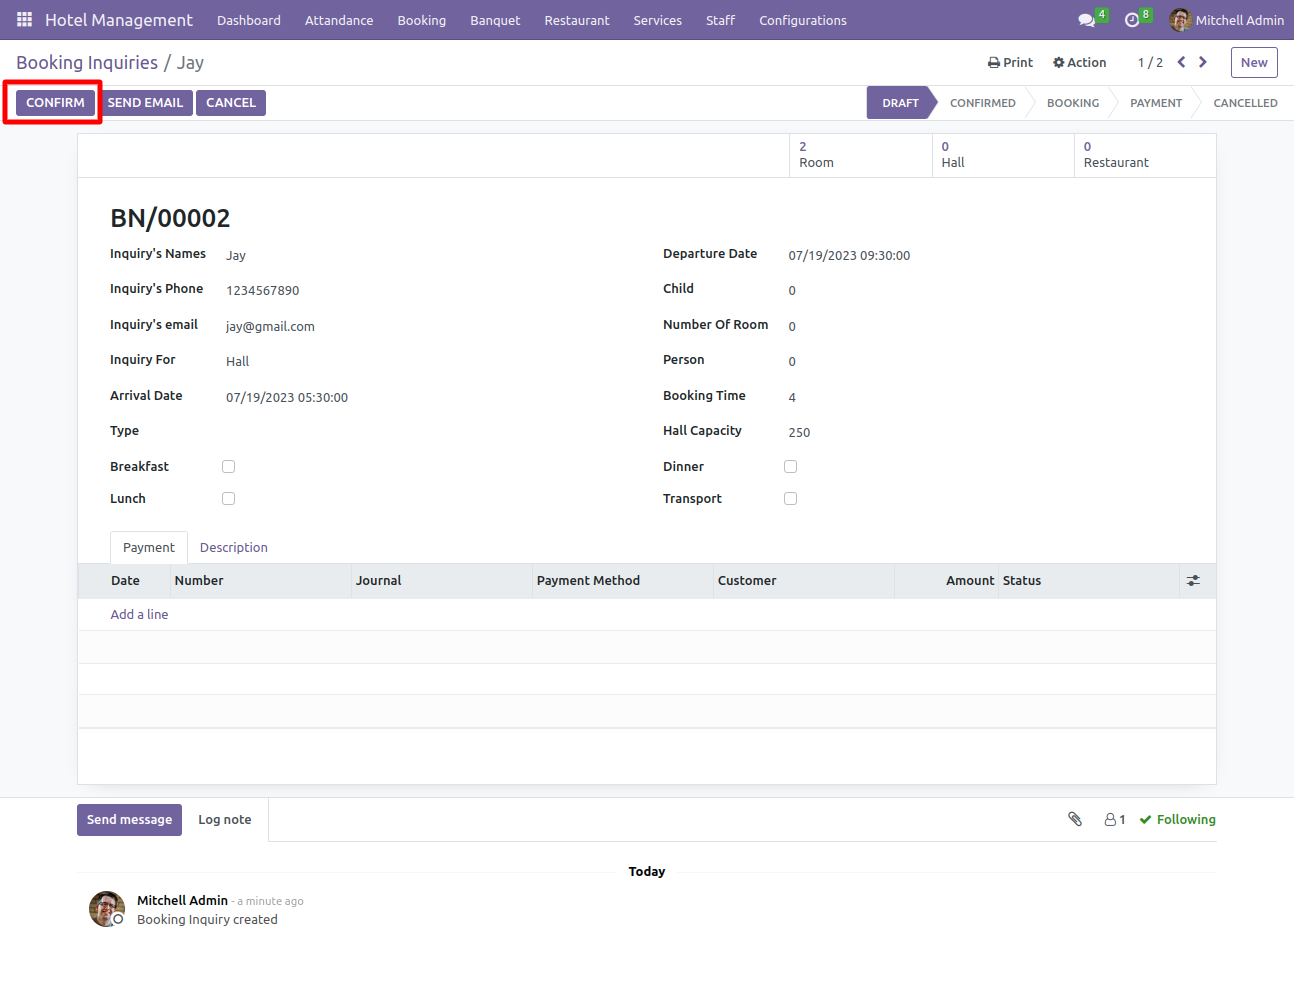 Hotel Management Dashboard Attendance Booking Banquet Restaurant Services Staff Configurations 4 8 Mitchell Admin
Booking Inquiries / Jay Print Action 1 / 2 New
CONFIRM SEND EMAIL CANCEL DRAFT CONFIRMED BOOKING PAYMENT CANCELLED
2 0 0
Room Hall Restaurant
BN/00002
Inquiry's Names Jay Departure Date 07/19/2023 09:30:00
Inquiry's Phone 1234567890 Child 0
Inquiry's email jay@gmail.com Number Of Room 0
Inquiry For Hall Person 0
Arrival Date 07/19/2023 05:30:00 Booking Time 4
Type Hall Capacity 250
Breakfast Dinner
Lunch Transport
Payment Description
Date Number Journal Payment Method Customer Amount Status
Add a line
Send message Log note 1 Following
Today
Mitchell Admin - a minute ago
Booking Inquiry created